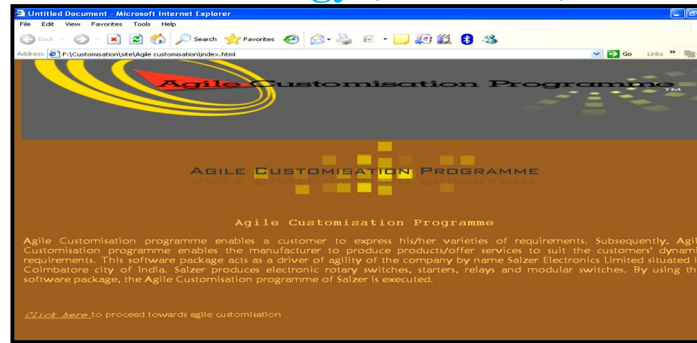 Untitled Document - Microsoft Internet Explorer
File Edit View Favorites Tools Help
Back Search Favorites
Address F:\Customisation\site\Agile customisation\index.html Go Links »
Agile Customisation Programme TM
AGILE CUSTOMISATION PROGRAMME
Agile Customisation Programme
Agile Customisation programme enables a customer to express his/her varieties of requirements. Subsequently, Agil
Customisation programme enables the manufacturer to produce products/offer services to suit the customers' dynami
requirements. This software package acts as a driver of agility of the company by name Salzer Electronics Limited situated i
Coimbatore city of India. Salzer produces electronic rotary switches, starters, relays and modular switches. By using th
software package, the Agile Customisation programme of Salzer is executed.
Click here to proceed towards agile customisation